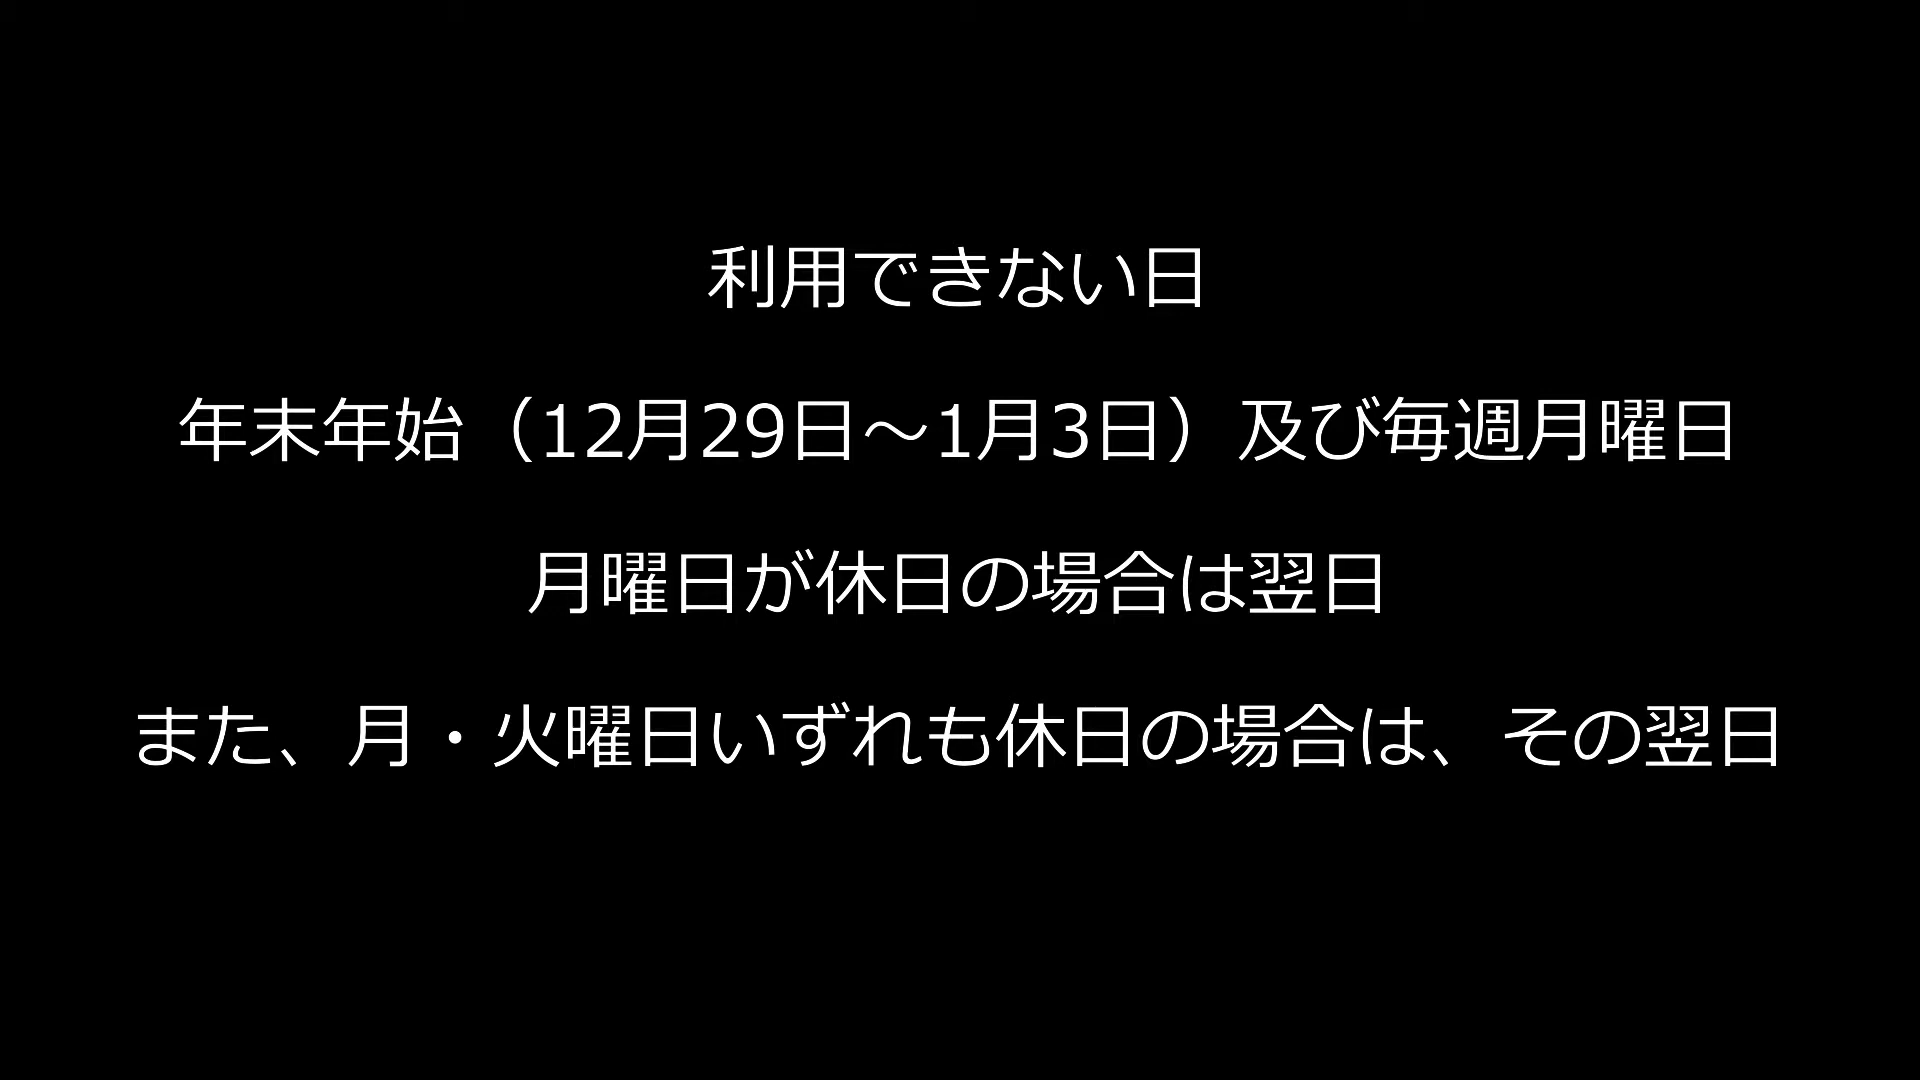 利用できない日
年末年始（12月29日～1月3日）及び毎週月曜日
月曜日が休日の場合は翌日
また、月・火曜日いずれも休日の場合は、その翌日